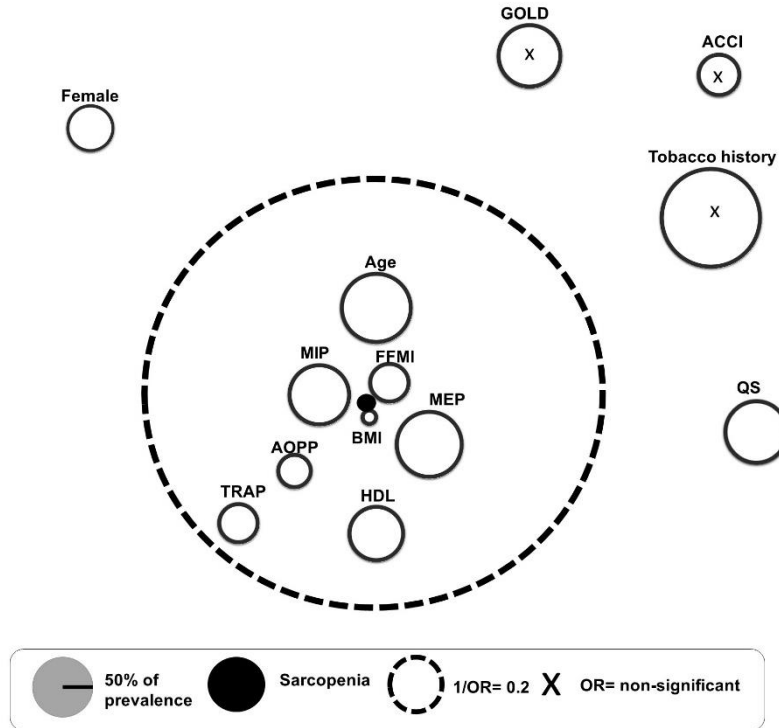 GOLD
X
ACCI
X
Female
Tobacco history
X
Age
MIP
FFMI
MEP
BMI
QS
AOPP
TRAP
HDL
50% of
prevalence
Sarcopenia
1/OR= 0.2
X
OR= non-significant